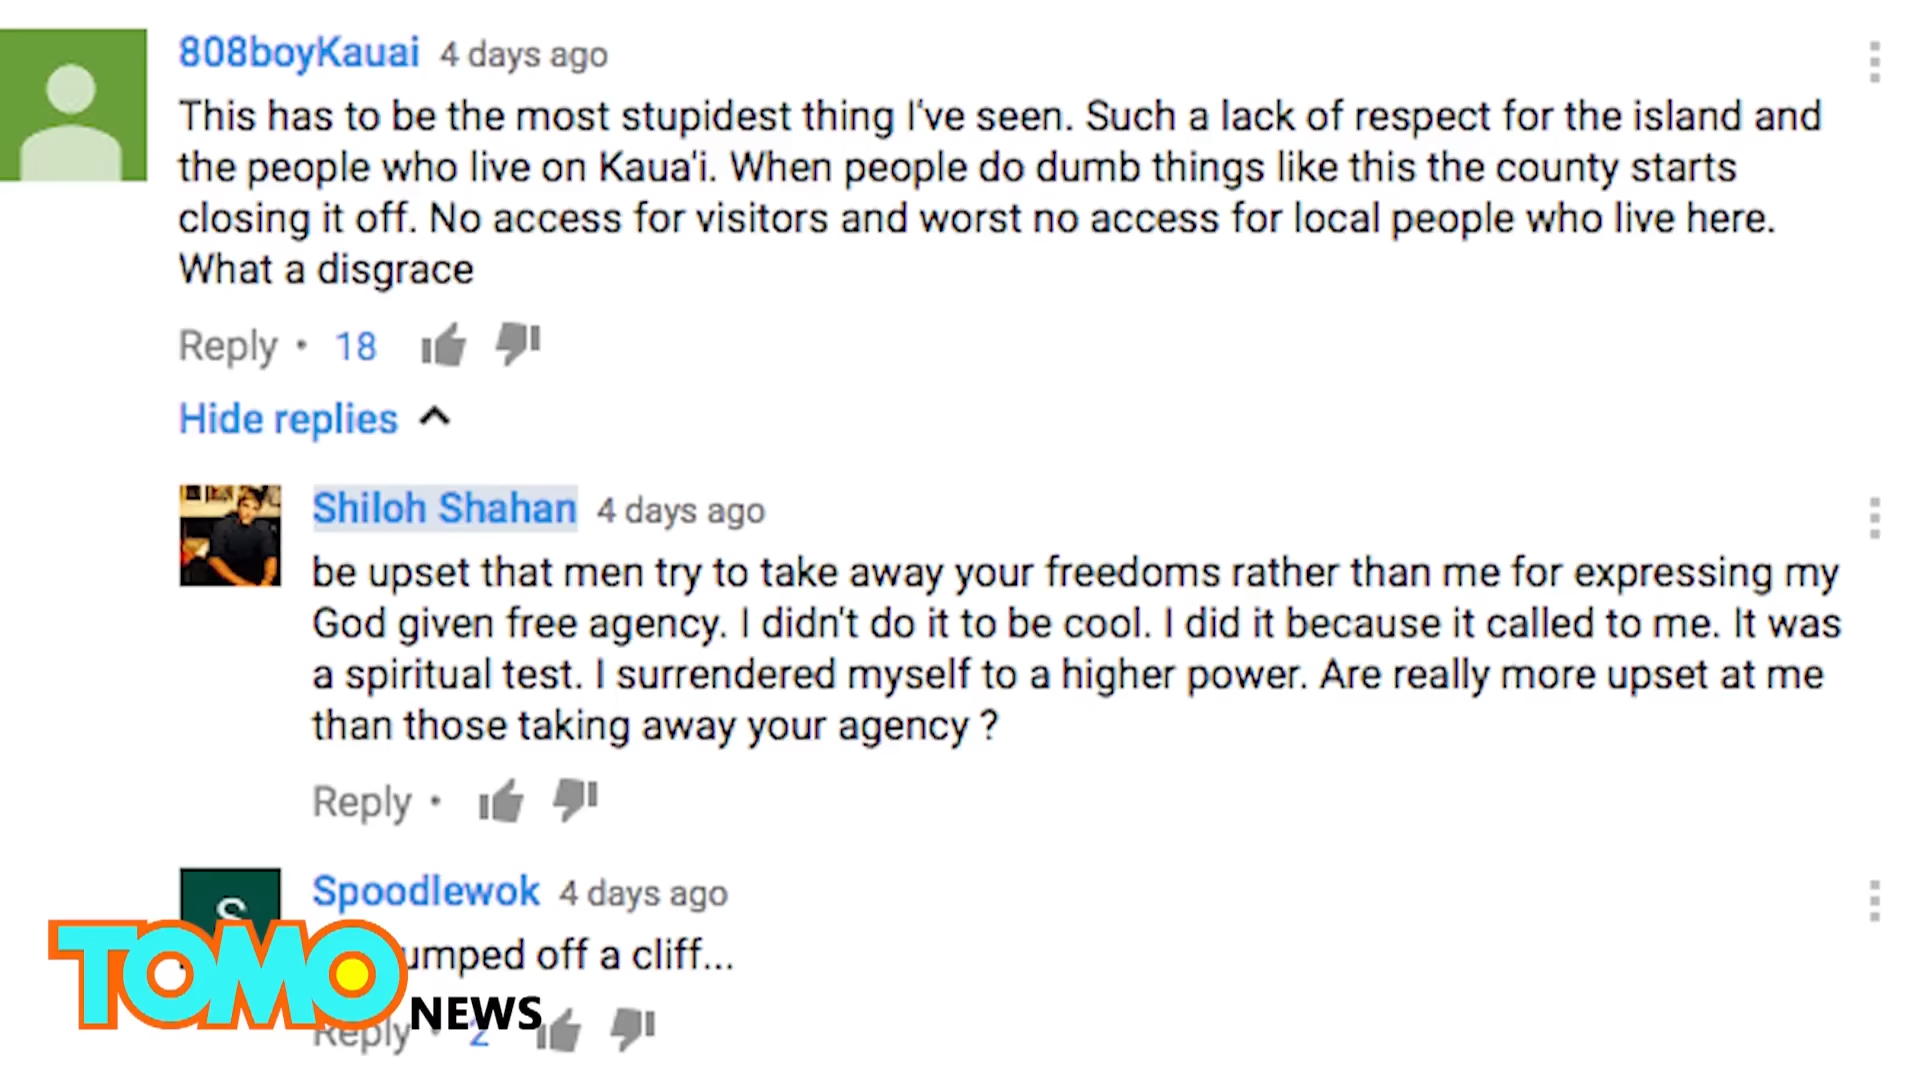 808boyKauai 4 days ago
This has to be the most stupidest thing I've seen. Such a lack of respect for the island and
the people who live on Kaua'i. When people do dumb things like this the county starts
closing it off. No access for visitors and worst no access for local people who live here.
What a disgrace
Reply • 18
Hide replies
Shiloh Shahan 4 days ago
be upset that men try to take away your freedoms rather than me for expressing my
God given free agency. I didn't do it to be cool. I did it because it called to me. It was
a spiritual test. I surrendered myself to a higher power. Are really more upset at me
than those taking away your agency ?
Reply •
S
Spoodlewok 4 days ago
off a cliff...
Reply • 2
TOMO
NEWS